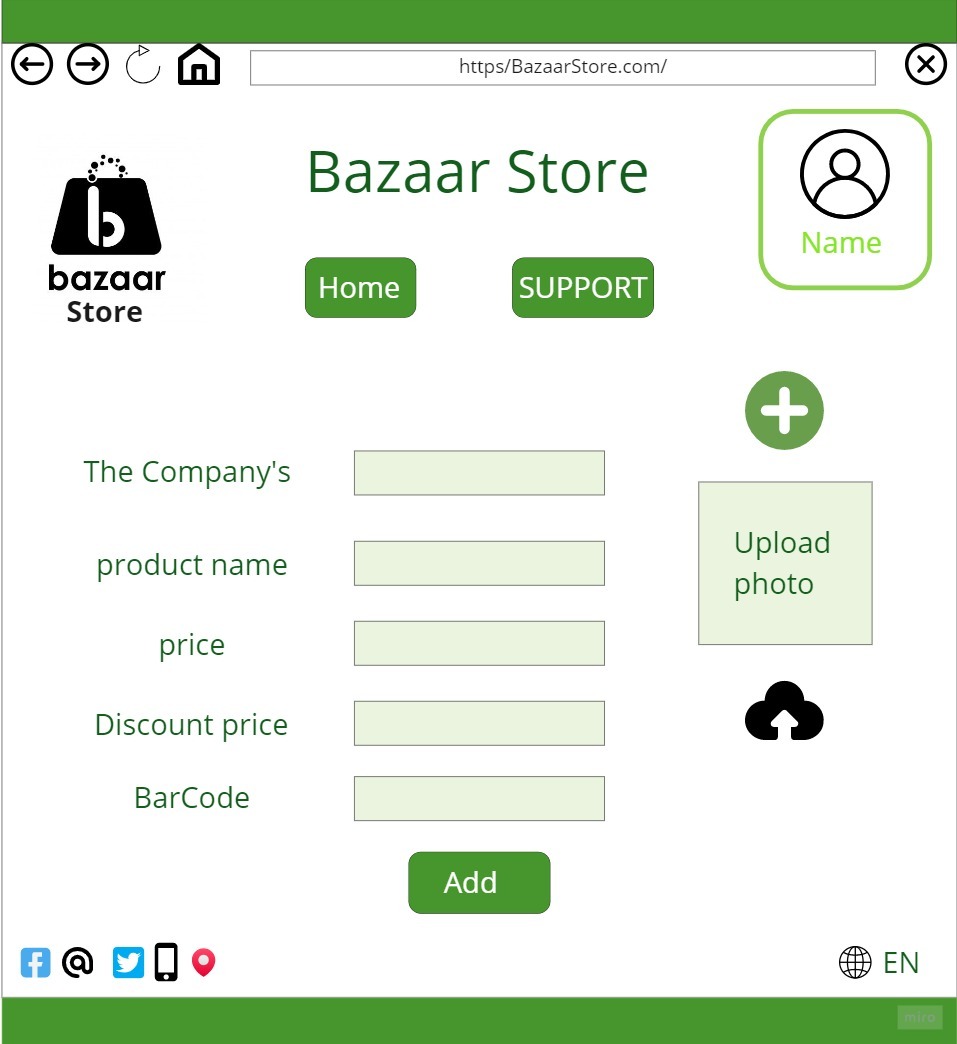 https/BazaarStore.com/
Bazaar Store
Name
b
bazaar
Store
Home
SUPPORT
The Company's
product name
price
Discount price
BarCode
Upload
photo
Add
EN
miro